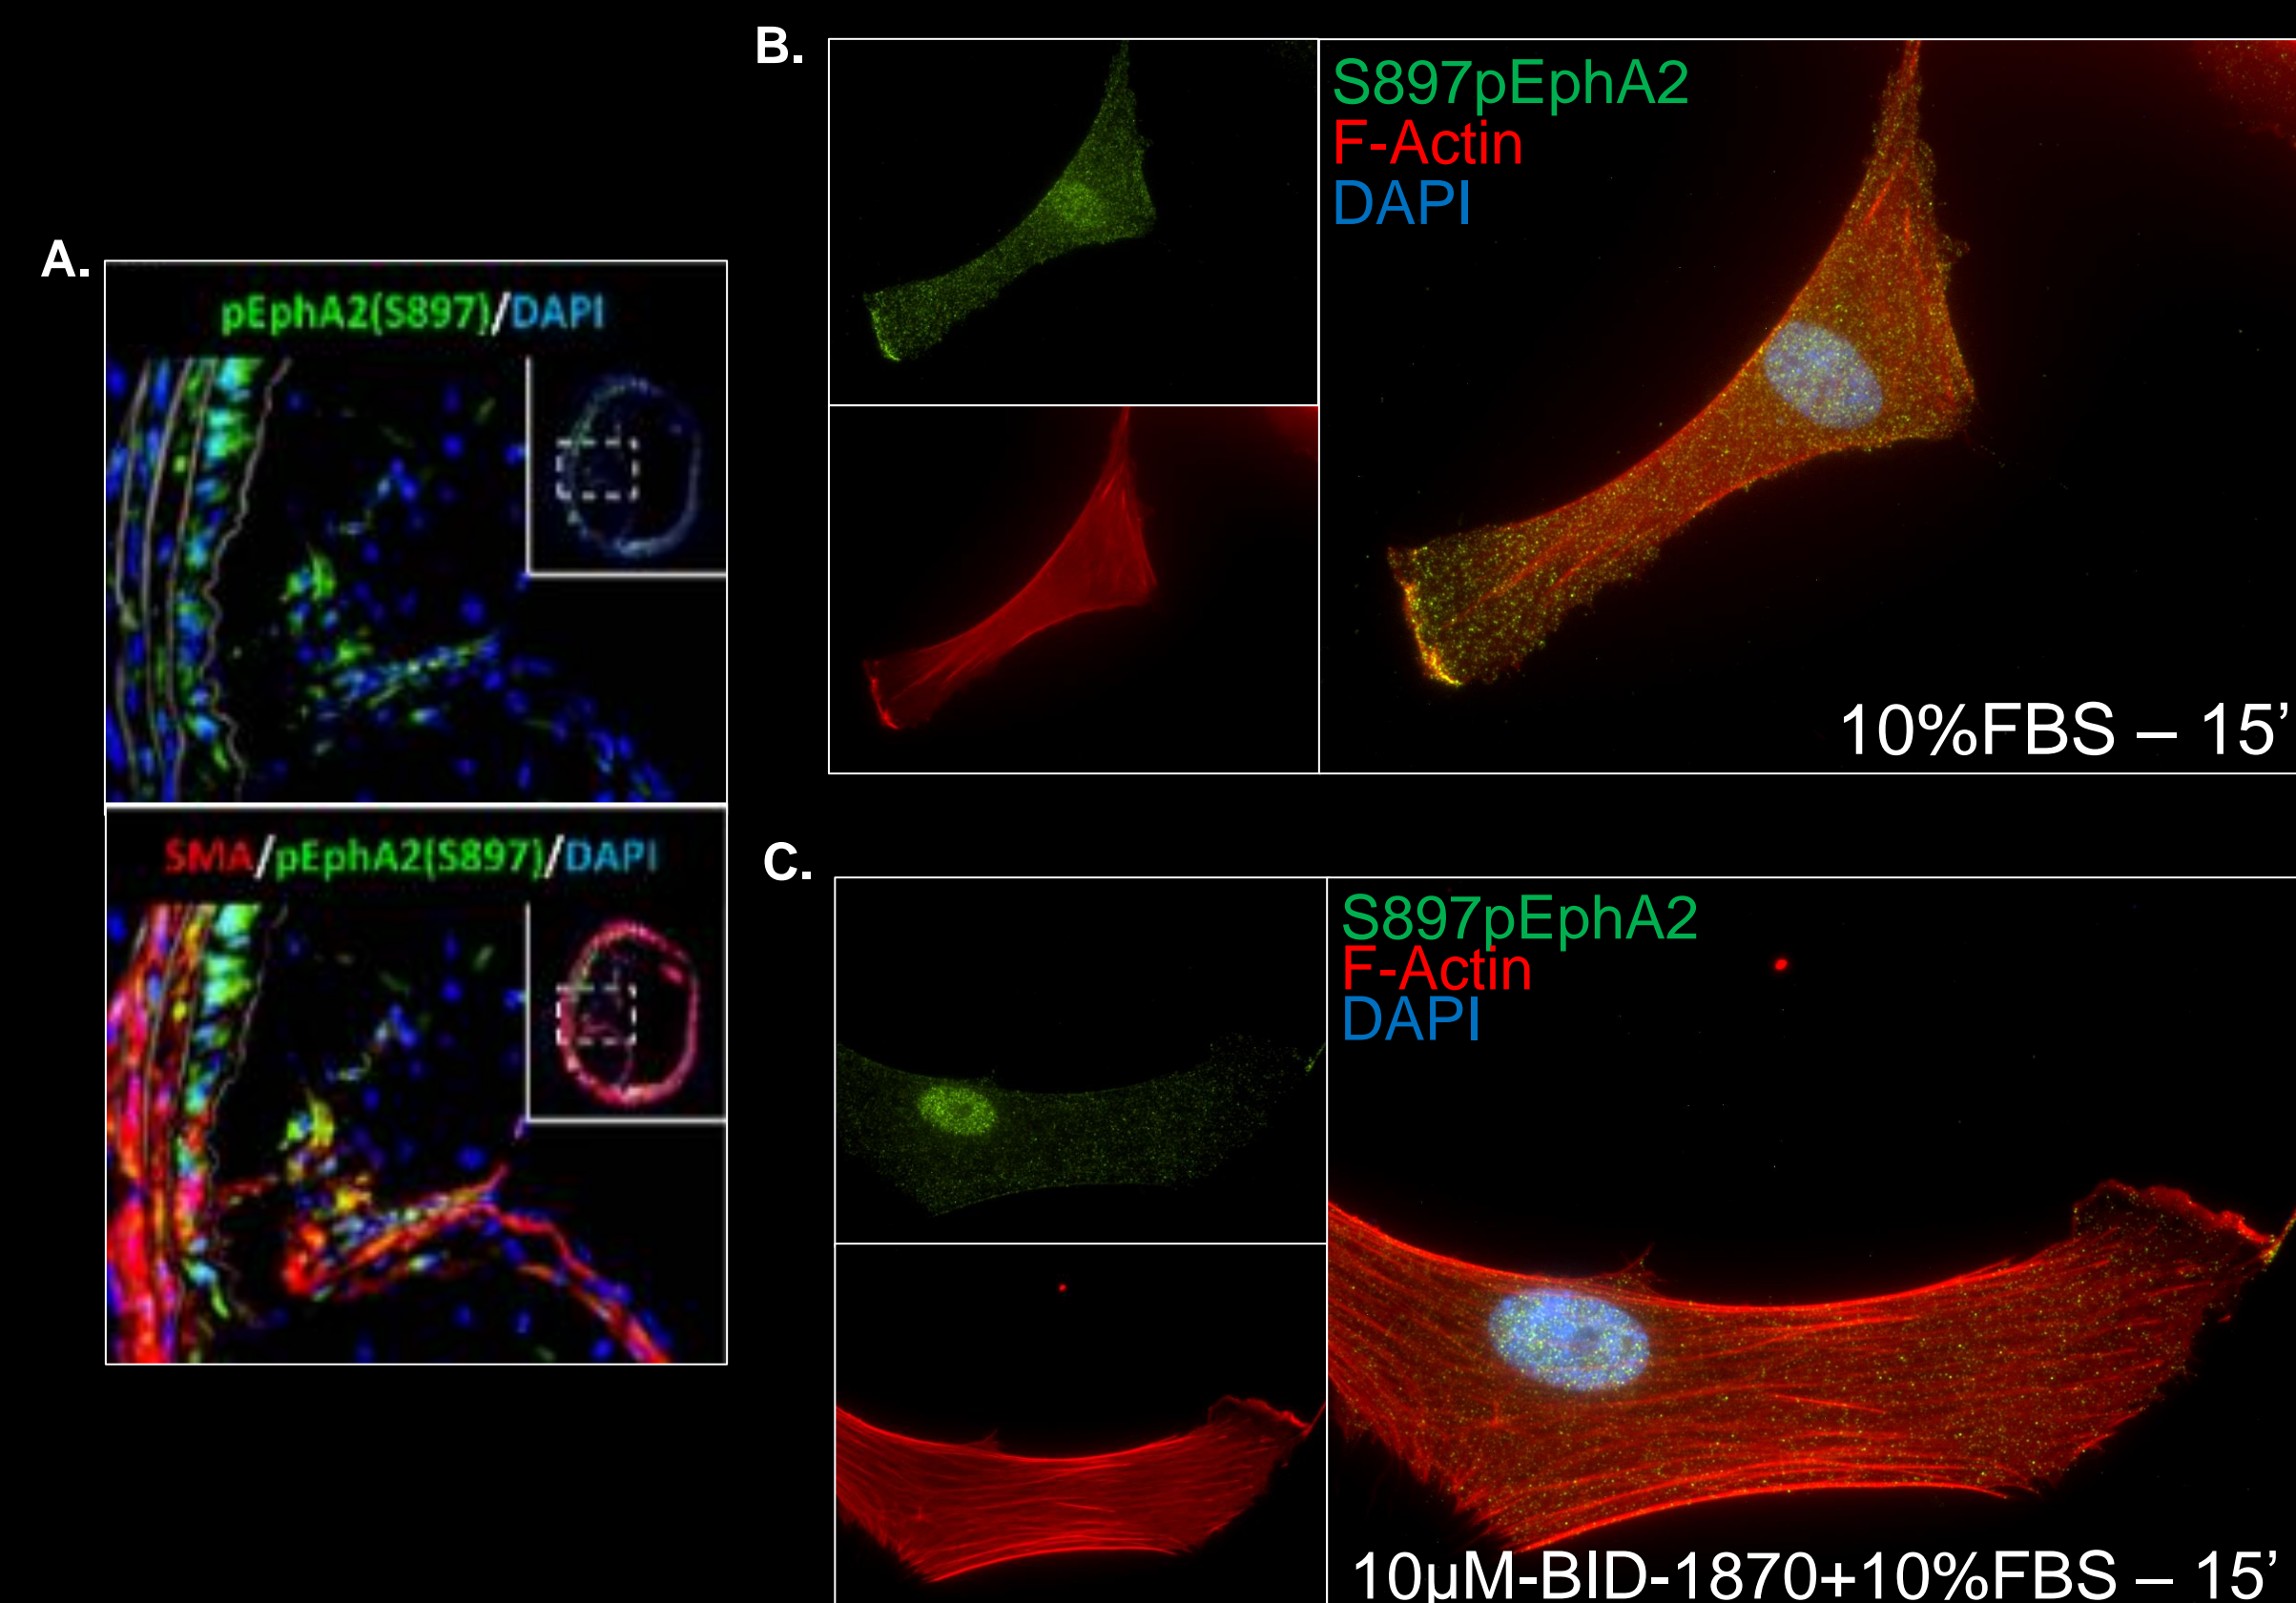 A.
pEphA2(S897)/DAPI
SMA/pEphA2(S897)/DAPI
B.
S897pEphA2
F-Actin
DAPI
10%FBS – 15’
C.
S897pEphA2
F-Actin
DAPI
10µM-BID-1870+10%FBS – 15’